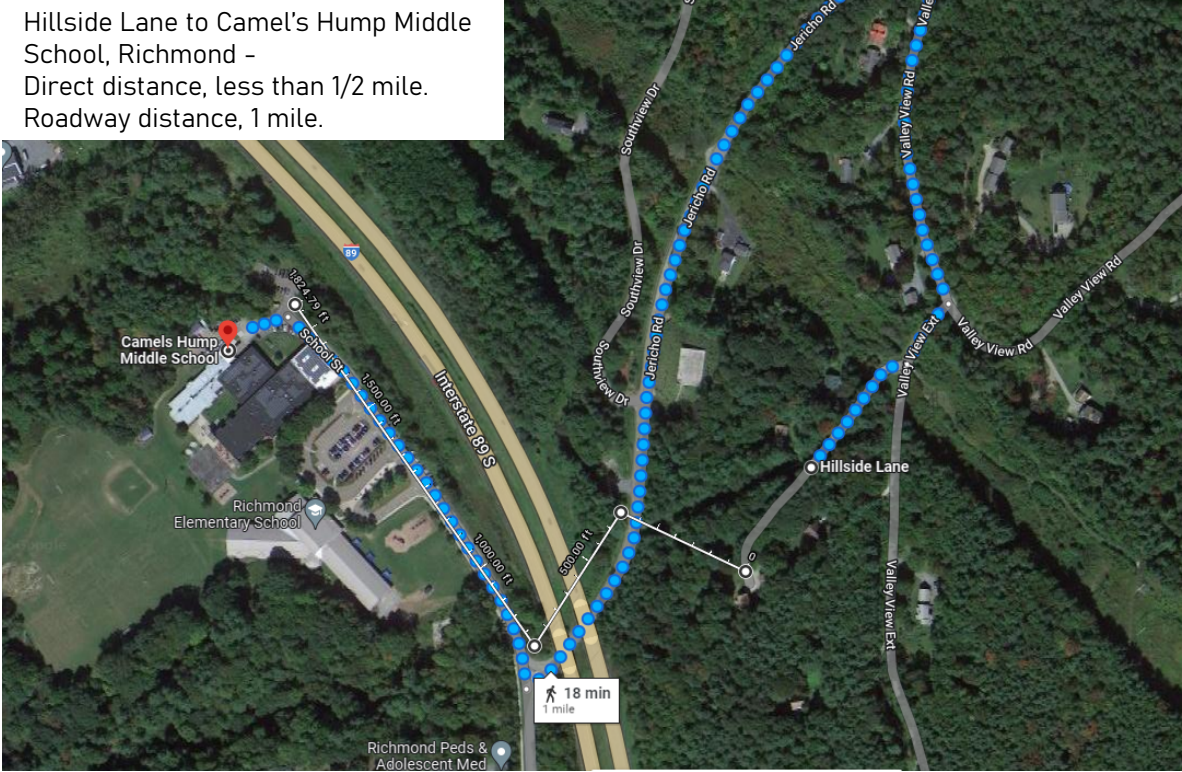 Hillside Lane to Camel's Hump Middle
School, Richmond -
Direct distance, less than 1/2 mile.
Roadway distance, 1 mile.
Jericho Rd
Valley View Rd
Southview Dr
Jericho Rd
89
Southview Dr
Valley View Rd
1,824.79 ft
Camels Hump
Middle School
School St
Jericho Rd
Valley View Ext
Valley View Rd
Southview Dr
1,500.00 ft
Interstate 89 S
Hillside Lane
Richmond
Elementary School
1,000.00 ft
500.00 ft
0
Valley View Ext
18 min
1 mile
Richmond Peds &
Adolescent Med